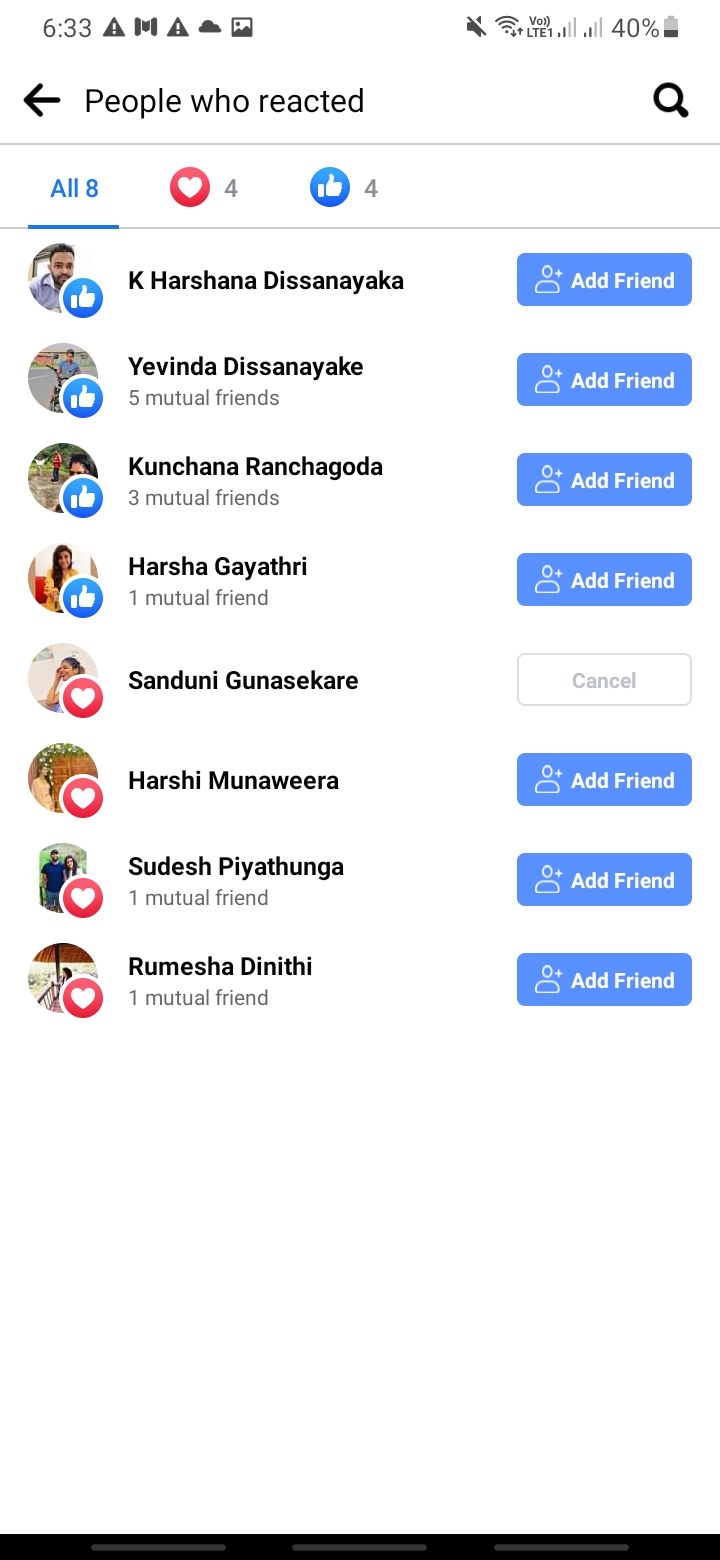 6:33
Vo)) LTE1 40%
People who reacted
All 8 4 4
K Harshana Dissanayaka Add Friend
Yevinda Dissanayake
5 mutual friends Add Friend
Kunchana Ranchagoda
3 mutual friends Add Friend
Harsha Gayathri
1 mutual friend Add Friend
Sanduni Gunasekare Cancel
Harshi Munaweera Add Friend
Sudesh Piyathunga
1 mutual friend Add Friend
Rumesha Dinithi
1 mutual friend Add Friend